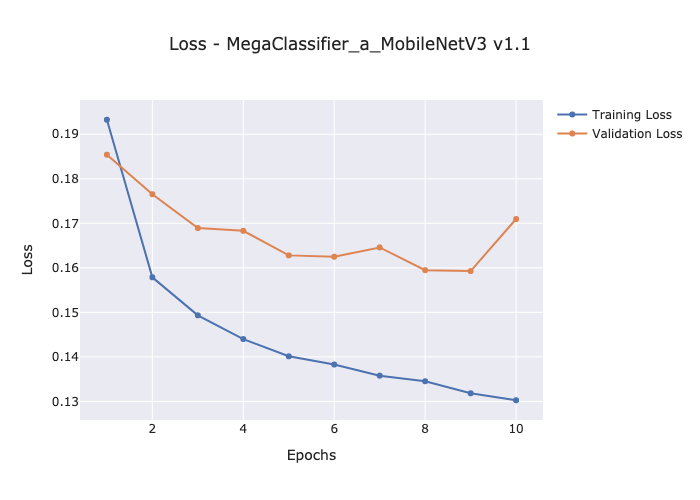 Loss - MegaClassifier_a_MobileNetV3 v1.1
Training Loss
Validation Loss
0.19
0.18
0.17
0.16
0.15
0.14
0.13
Loss
2 4 6 8 10
Epochs